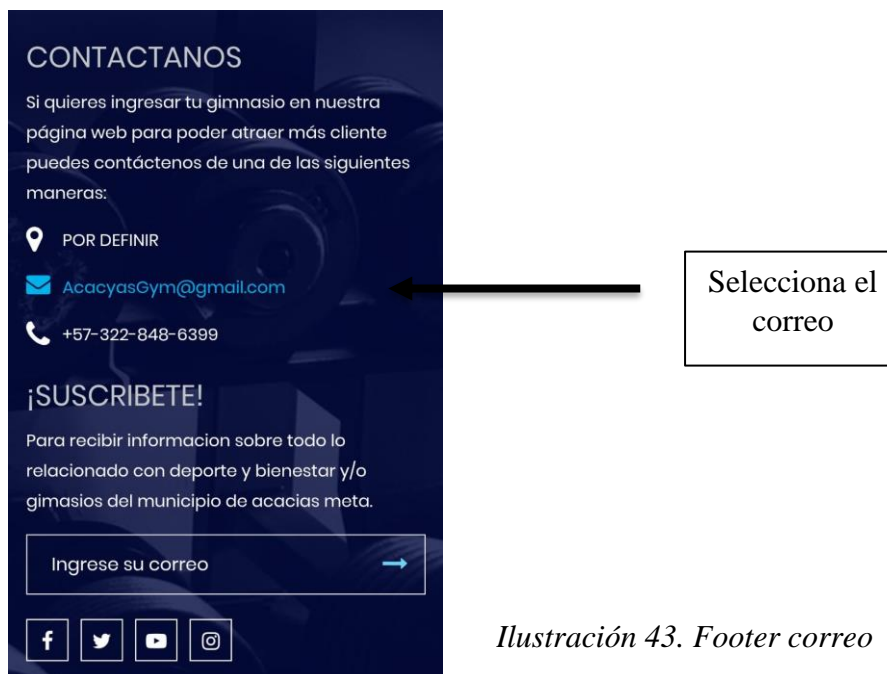 CONTACTANOS
Si quieres ingresar tu gimnasio en nuestra
página web para poder atraer más cliente
puedes contáctenos de una de las siguientes
maneras:
POR DEFINIR
AcacyasGym@gmail.com
+57-322-848-6399
¡SUSCRIBETE!
Para recibir informacion sobre todo lo
relacionado con deporte y bienestar y/o
gimasios del municipio de acacias meta.
Ingrese su correo
Selecciona el
correo
Ilustración 43. Footer correo